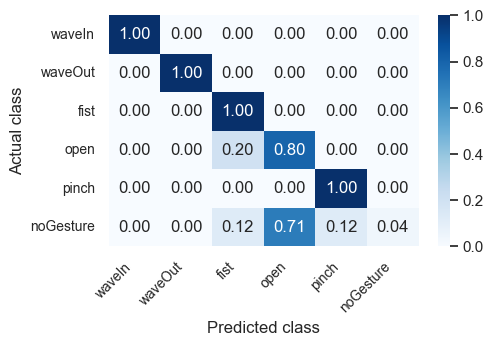 waveIn 1.00 0.00 0.00 0.00 0.00 0.00
waveOut 0.00 1.00 0.00 0.00 0.00 0.00
fist 0.00 0.00 1.00 0.00 0.00 0.00
open 0.00 0.00 0.20 0.80 0.00 0.00
pinch 0.00 0.00 0.00 0.00 1.00 0.00
noGesture 0.00 0.00 0.12 0.71 0.12 0.04
Actual class
waveIn waveOut fist open pinch noGesture
Predicted class
1.0
0.8
0.6
0.4
0.2
0.0